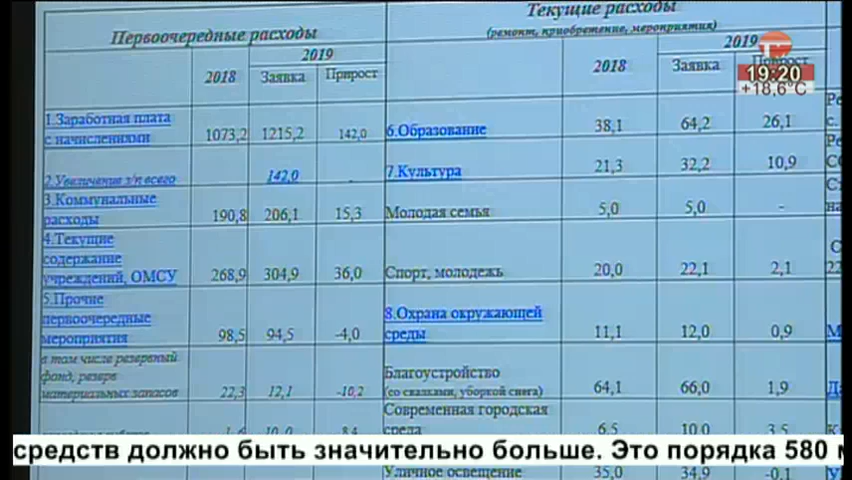 Первоочередные расходы
Текущие расходы
(ремонт, приобретение, мероприятия)
2018
2019
Заявка
Прирост
2018
2019
Заявка
Прирост
19:20
+18,6°C
1.Заработная плата
с начислениями
1073,2 1215,2 142,0
6.Образование 38,1 64,2 26,1
2.Увеличение з/п всего 142,0 -
7.Культура 21,3 32,2 10,9
3.Коммунальные
расходы 190,8 206,1 15,3
Молодая семья 5,0 5,0 -
4.Текущие
содержание
учреждений, ОМСУ 268,9 304,9 36,0
Спорт, молодежь 20,0 22,1 2,1
5.Прочие
первоочередные
мероприятия 98,5 94,5 -4,0
8.Охрана окружающей
среды 11,1 12,0 0,9
в том числе резервный
фонд, резерв
материальных запасов 22,3 12,1 -10,2
Благоустройство
(со свалками, уборкой снега) 64,1 66,0 1,9
Современная городская
среда 6,5 10,0 3,5
средств должно быть значительно больше. Это порядка 580 м
Уличное освещение 35,0 34,9 -0,1